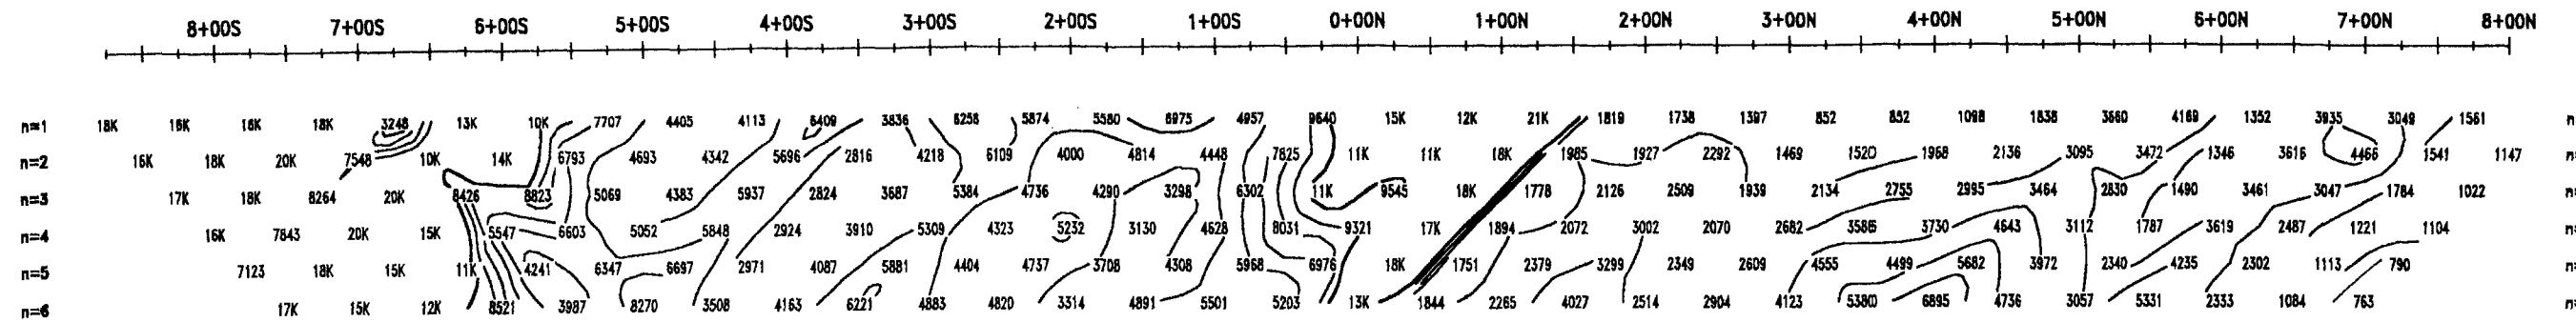 8+00S 7+00S 6+00S 5+00S 4+00S 3+00S 2+00S 1+00S 0+00N 1+00N 2+00N 3+00N 4+00N 5+00N 6+00N 7+00N 8+00N
n=1 18K 16K 18K 18K 3248 13K 10K 7707 4405 4113 6409 3836 6258 5874 5580 6975 4957 9640 15K 12K 21K 1819 1738 1397 852 852 1098 1838 3660 4169 1352 3935 3049 1561 n
n=2 16K 18K 20K 7548 10K 14K 6793 4693 4342 5696 2816 4218 6109 4000 4814 4448 7825 11K 11K 18K 1985 1927 2292 1469 1520 1968 2136 3095 3472 1346 3616 4466 1541 1147 n=
n=3 17K 18K 8264 20K 8426 8823 5069 4383 5937 2824 3687 5384 4736 4290 3298 6302 11K 9545 18K 1778 2126 2509 1939 2134 2755 2995 3464 2830 1490 3461 3047 1784 1022 n=
n=4 16K 7843 20K 15K 5547 6603 5052 5848 2924 3910 5309 4323 5232 3130 4628 8031 9321 17K 1894 2072 3002 2070 2682 3586 3730 4643 3112 1787 3619 2487 1221 1104 n=
n=5 7123 18K 15K 11K 4241 6347 6697 2971 4087 5881 4404 4737 3708 4308 5968 6976 18K 1751 2379 3299 2349 2609 4555 4499 5682 3972 2340 4235 2302 1113 790 n=
n=6 17K 15K 12K 8521 3987 8270 3508 4163 6221 4883 4820 3314 4891 5501 5203 13K 1844 2265 4027 2514 2904 4123 5380 6895 4736 3057 5331 2333 1084 763 n=